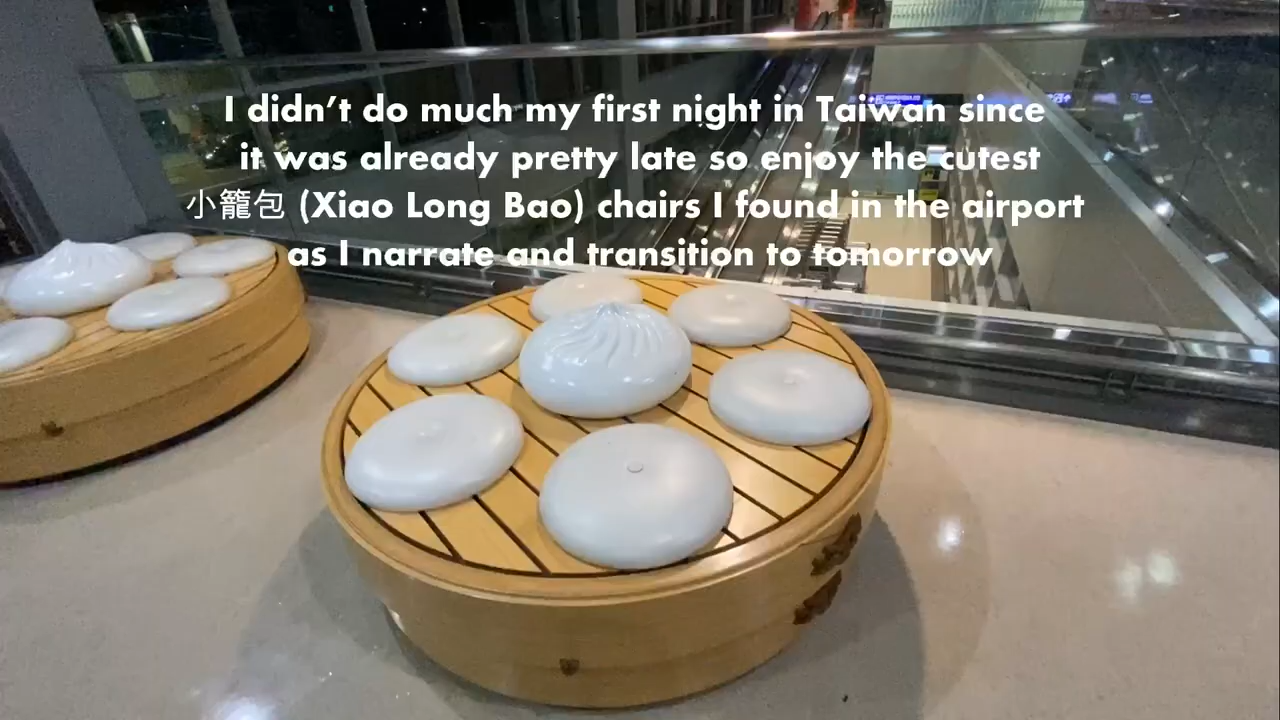 I didn’t do much my first night in Taiwan since
it was already pretty late so enjoy the cutest
小籠包 (Xiao Long Bao) chairs I found in the airport
as I narrate and transition to tomorrow